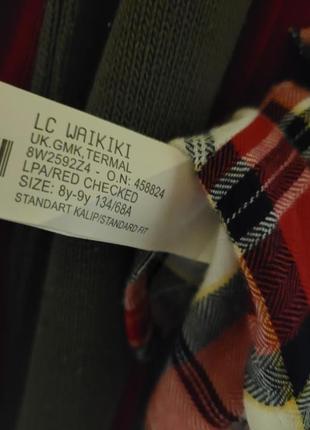 LC WAIKIKI
UK.GMK,TERMAL
8W2592Z4 - O.N: 458824
LPA/RED CHECKED
SIZE: 8y-9y 134/68A
STANDART KALIP/STANDARD FIT